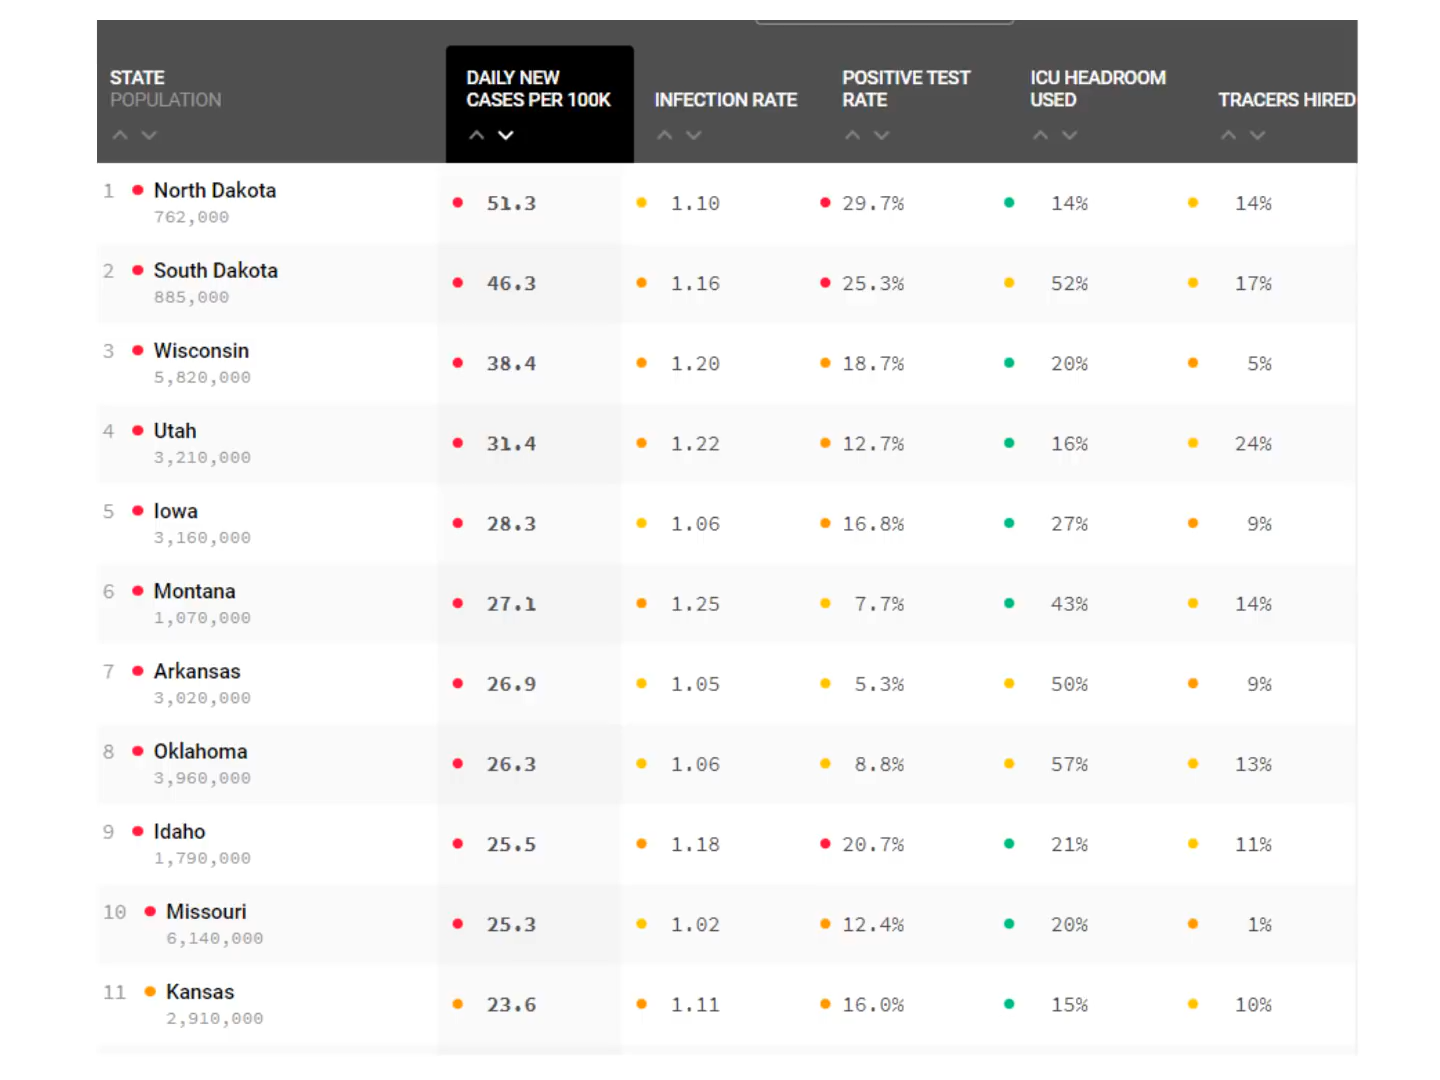 STATE
POPULATION
DAILY NEW
CASES PER 100K
INFECTION RATE
POSITIVE TEST
RATE
ICU HEADROOM
USED
TRACERS HIRED
1 North Dakota 51.3 1.10 29.7% 14% 14%
762,000
2 South Dakota 46.3 1.16 25.3% 52% 17%
885,000
3 Wisconsin 38.4 1.20 18.7% 20% 5%
5,820,000
4 Utah 31.4 1.22 12.7% 16% 24%
3,210,000
5 Iowa 28.3 1.06 16.8% 27% 9%
3,160,000
6 Montana 27.1 1.25 7.7% 43% 14%
1,070,000
7 Arkansas 26.9 1.05 5.3% 50% 9%
3,020,000
8 Oklahoma 26.3 1.06 8.8% 57% 13%
3,960,000
9 Idaho 25.5 1.18 20.7% 21% 11%
1,790,000
10 Missouri 25.3 1.02 12.4% 20% 1%
6,140,000
11 Kansas 23.6 1.11 16.0% 15% 10%
2,910,000